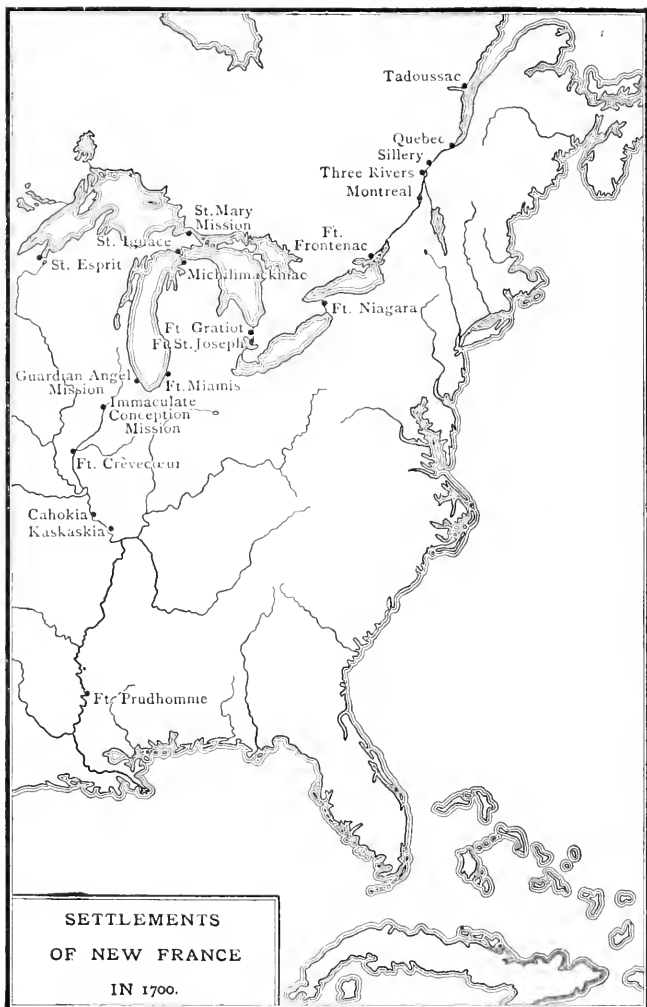 Tadoussac
Quebec
Sillery
Three Rivers
Montreal
St. Mary
Mission
Ft.
Frontenac
St. Ignace
St. Esprit
Michilimackinac
Ft. Niagara
Ft Gratiot
Ft. St. Joseph
Guardian Angel
Mission
Ft. Miamis
Immaculate
Conception
Mission
Ft. Crèvecœur
Cahokia
Kaskaskia
Ft. Prudhomme
SETTLEMENTS
OF NEW FRANCE
IN 1700.